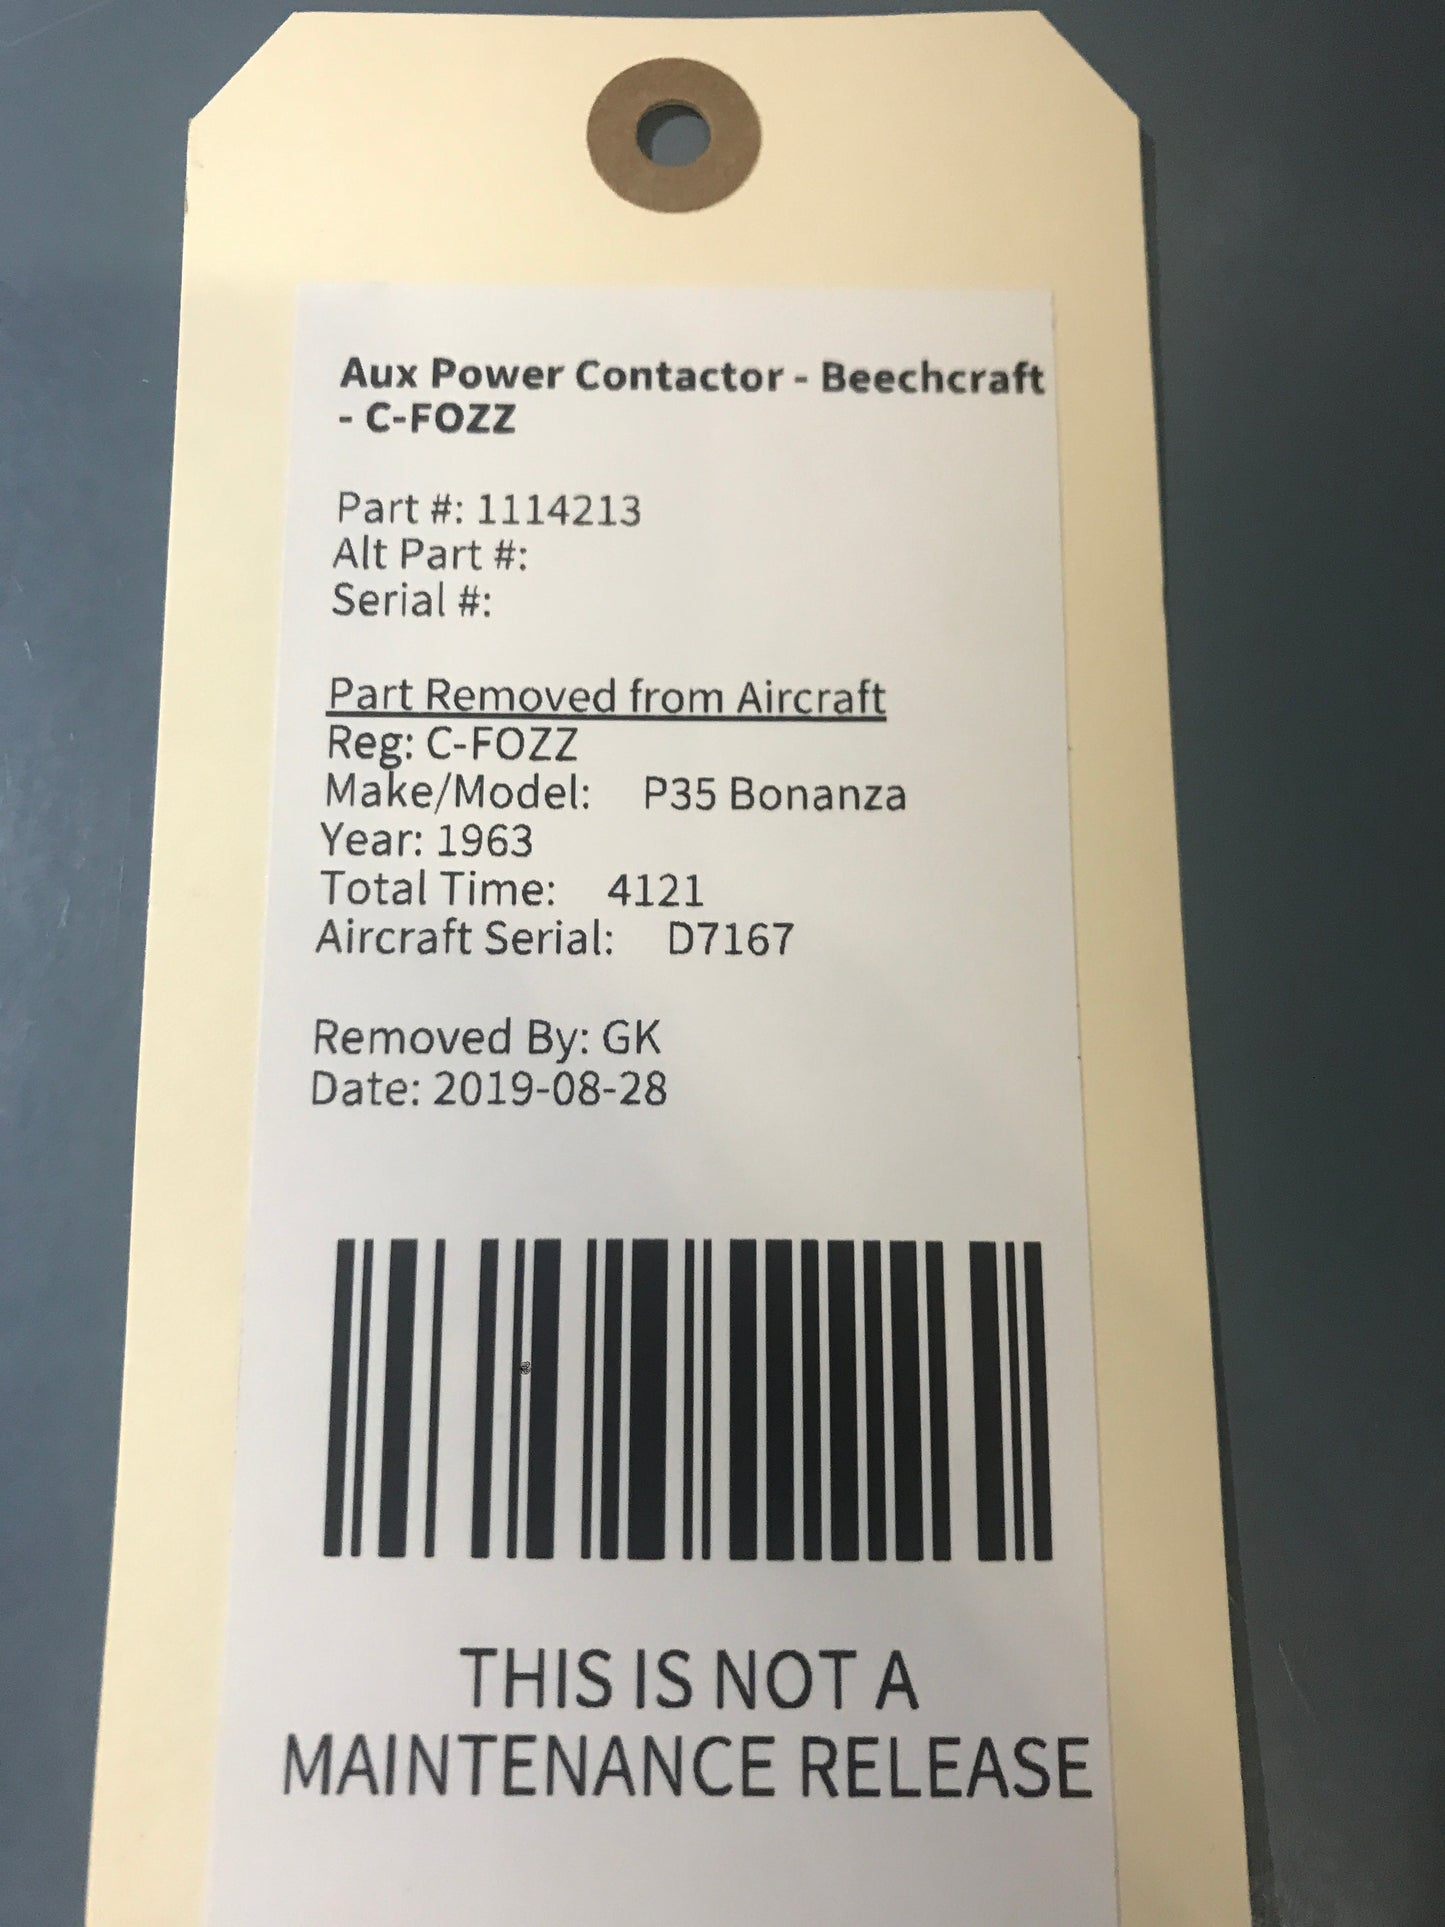 Aux Power Contactor - Beechcraft
- C-FOZZ
Part #: 1114213
Alt Part #:
Serial #:
Part Removed from Aircraft
Reg: C-FOZZ
Make/Model: P35 Bonanza
Year: 1963
Total Time: 4121
Aircraft Serial: D7167
Removed By: GK
Date: 2019-08-28
THIS IS NOT A
MAINTENANCE RELEASE